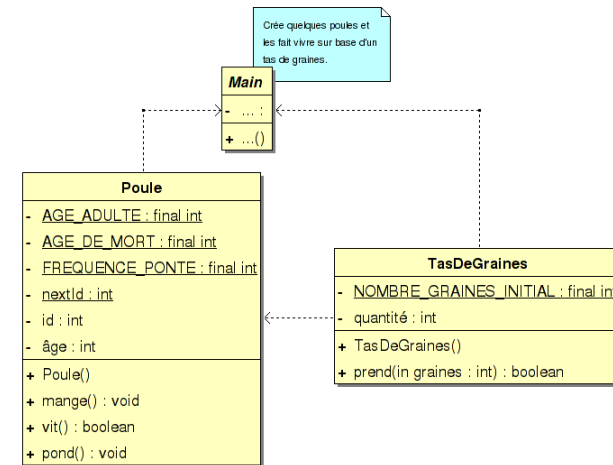 Crée quelques poules et
les fait vivre sur base d'un
tas de graines.
Main
- ... :
+ ...()
Poule
- AGE_ADULTE : final int
- AGE_DE_MORT : final int
- FREQUENCE_PONTE : final int
- nextId : int
- id : int
- âge : int
+ Poule()
+ mange() : void
+ vit() : boolean
+ pond() : void
TasDeGraines
- NOMBRE_GRAINES_INITIAL : final int
- quantité : int
+ TasDeGraines()
+ prend(in graines : int) : boolean